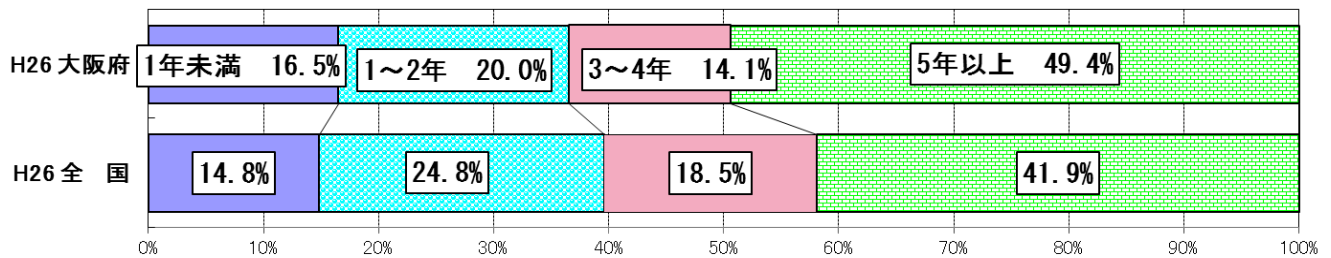 H26 大阪府 1年未満 16.5% 1～2年 20.0% 3～4年 14.1% 5年以上 49.4%
H26 全 国 14.8% 24.8% 18.5% 41.9%
0% 10% 20% 30% 40% 50% 60% 70% 80% 90% 100%